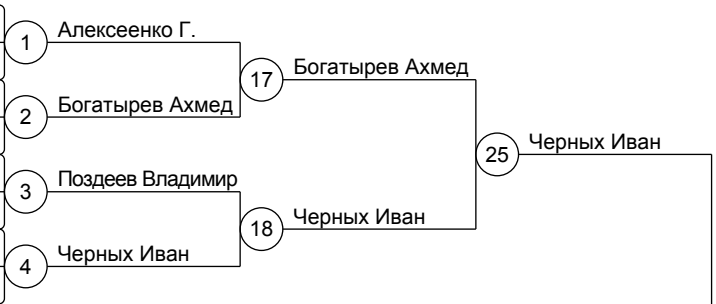 1
Алексеенко Г.
17
Богатырев Ахмед
2
Богатырев Ахмед
25
Черных Иван
3
Поздеев Владимир
18
Черных Иван
4
Черных Иван